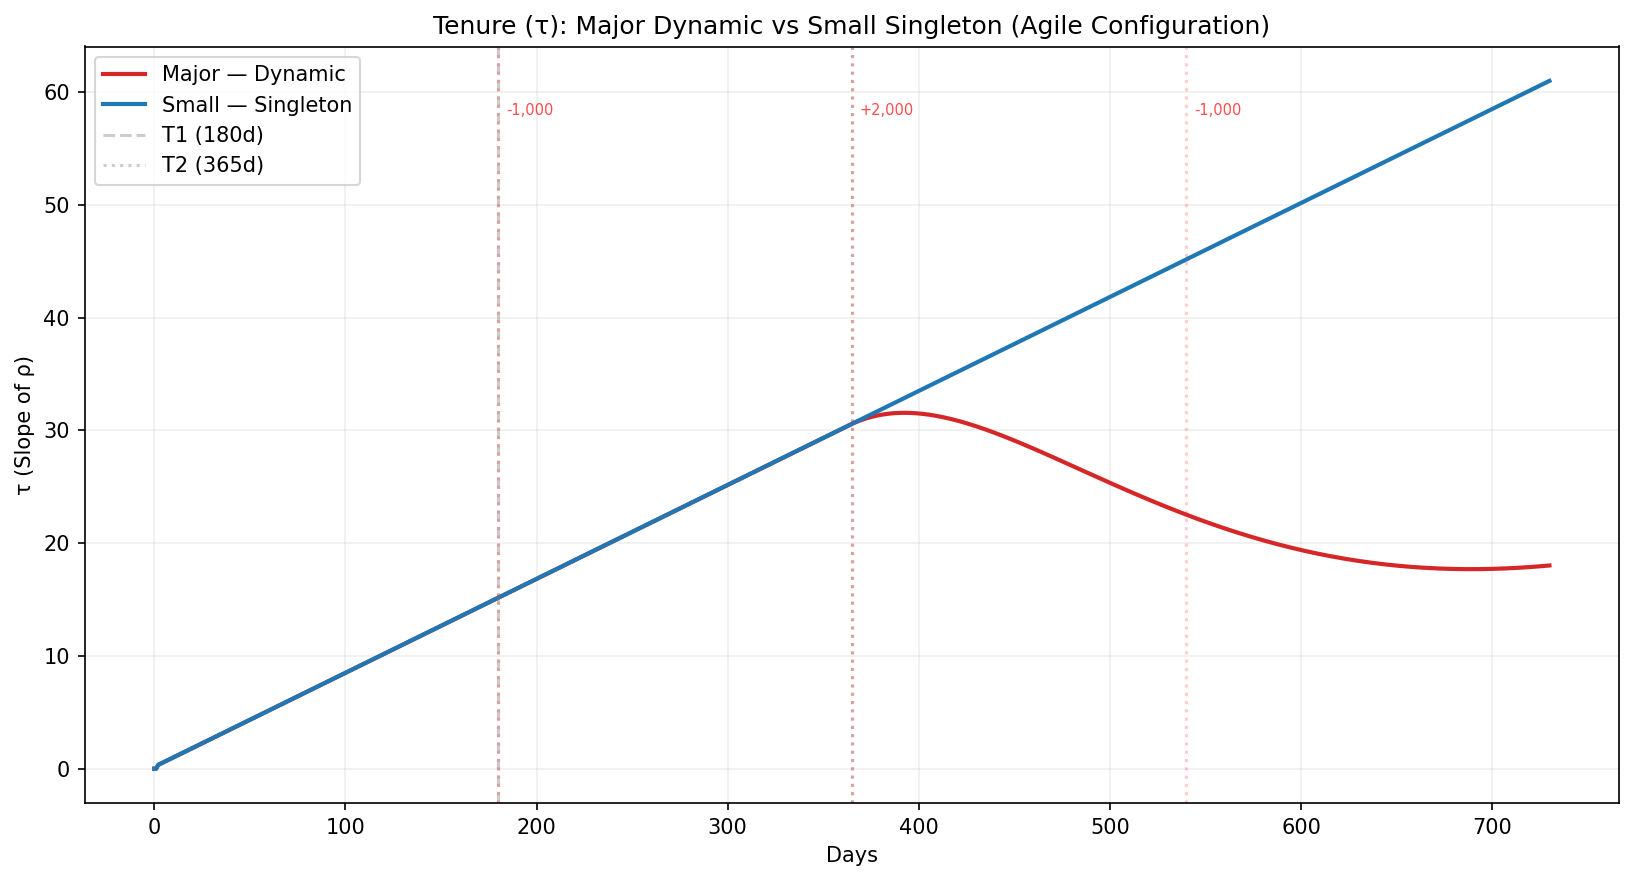 Tenure (τ): Major Dynamic vs Small Singleton (Agile Configuration)
Major — Dynamic
Small — Singleton
T1 (180d)
T2 (365d)
-1,000
+2,000
-1,000
60
50
40
30
20
10
0
τ (Slope of ρ)
0
100
200
300
400
500
600
700
Days